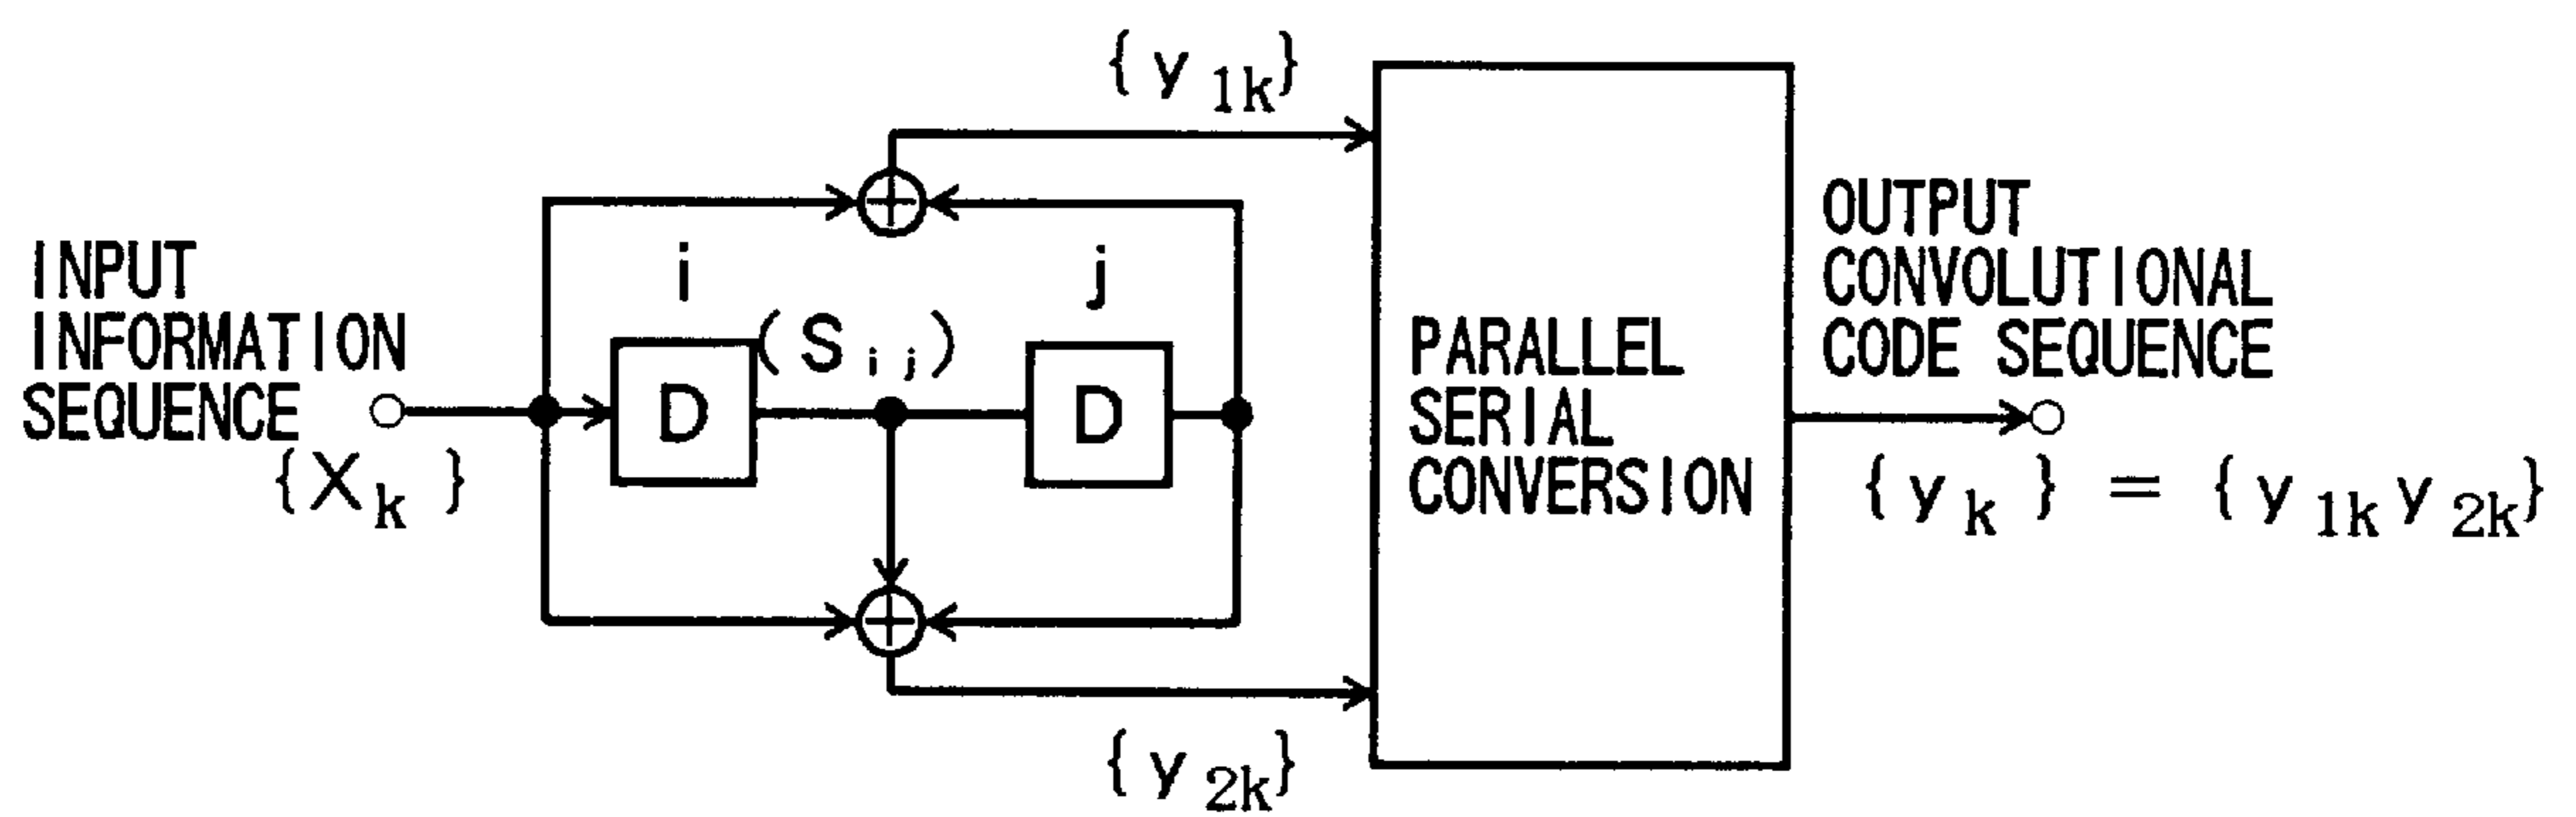 INPUT
INFORMATION
SEQUENCE
{X k }
i
(S i j)
j
D
D
{y 1k}
{y 2k}
PARALLEL
SERIAL
CONVERSION
OUTPUT
CONVOLUTIONAL
CODE SEQUENCE
{y k } = {y 1k y 2k}